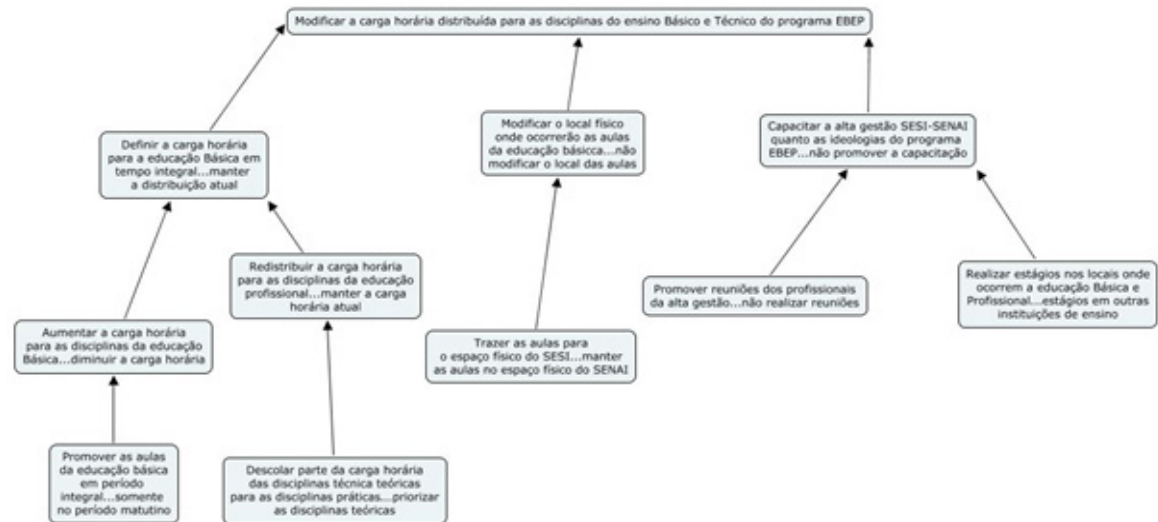 Modificar a carga horária distribuída para as disciplinas do ensino Básico e Técnico do programa EBEP
Definir a carga horária
para a educação Básica em
tempo integral...manter
a distribuição atual
Modificar o local físico
onde ocorrerão as aulas
da educação básicca...não
modificar o local das aulas
Capacitar a alta gestão SESI-SENAI
quanto as ideologias do programa
EBEP...não promover a capacitação
Redistribuir a carga horária
para as disciplinas da educação
profissional...manter a carga
horária atual
Promover reuniões dos profissionais
da alta gestão...não realizar reuniões
Realizar estágios nos locais onde
ocorrem a educação Básica e
Profissional...estágios em outras
instituições de ensino
Aumentar a carga horária
para as disciplinas da educação
Básica...diminuir a carga horária
Trazer as aulas para
o espaço físico do SESI...manter
as aulas no espaço físico do SENAI
Promover as aulas
da educação básica
em período
integral...somente
no período matutino
Descolar parte da carga horária
das disciplinas técnica teóricas
para as disciplinas práticas...priorizar
as disciplinas teóricas